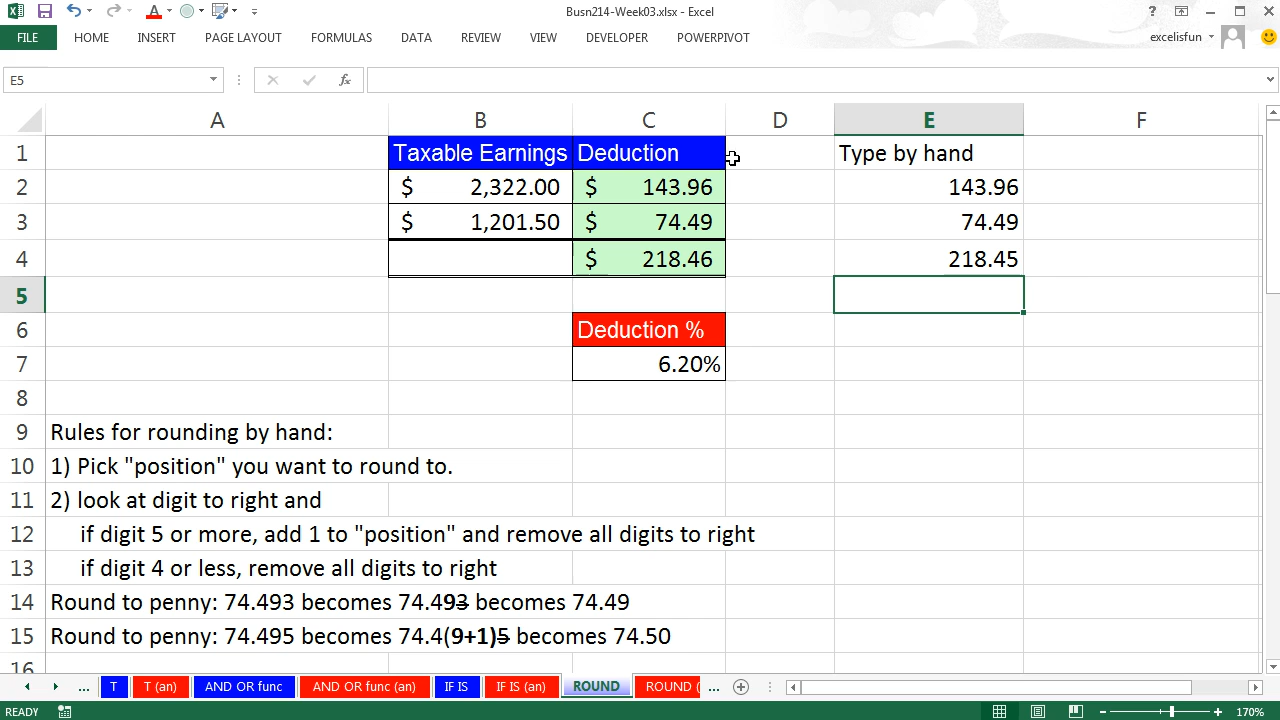 Busn214-Week03.xlsx - Excel
FILE HOME INSERT PAGE LAYOUT FORMULAS DATA REVIEW VIEW DEVELOPER POWERPIVOT excelisfun
E5 fx
A B C D E F
1 Taxable Earnings Deduction Type by hand
2 $ 2,322.00 $ 143.96 143.96
3 $ 1,201.50 $ 74.49 74.49
4 $ 218.46 218.45
5
6 Deduction %
7 6.20%
8
9 Rules for rounding by hand:
10 1) Pick "position" you want to round to.
11 2) look at digit to right and
12 if digit 5 or more, add 1 to "position" and remove all digits to right
13 if digit 4 or less, remove all digits to right
14 Round to penny: 74.493 becomes 74.493 becomes 74.49
15 Round to penny: 74.495 becomes 74.4(9+1)5 becomes 74.50
16
... T T (an) AND OR func AND OR func (an) IF IS IF IS (an) ROUND ROUND ( ...
READY 170%